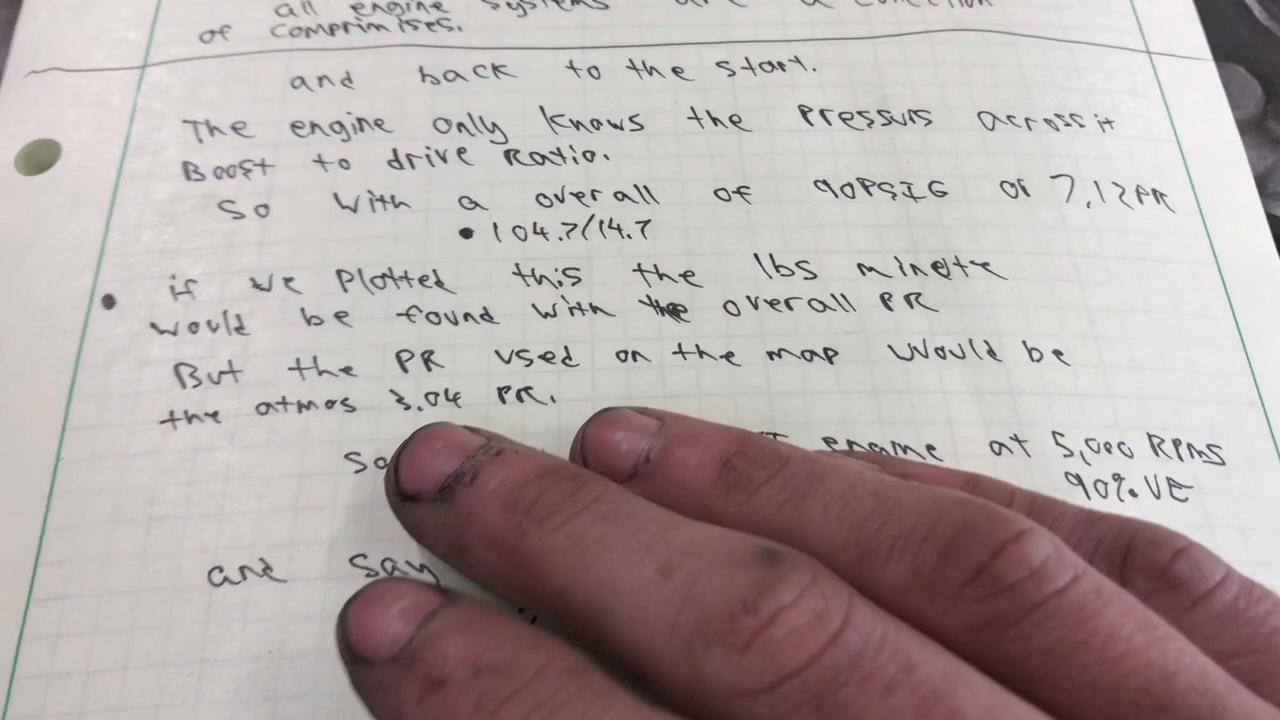 all engine systems are a
of comprimises.
and back to the start.
The engine only knows the Pressurs across it
Boost to drive Ratio.
So with a overall of 90PSIG or 7.12PR
• 104.7/14.7
• if we Plotted this the lbs minute
would be found with the overall PR
But the PR used on the map would be
the atmos 3.04 PR.
engine at 5,000 RPMS
90% VE
and say